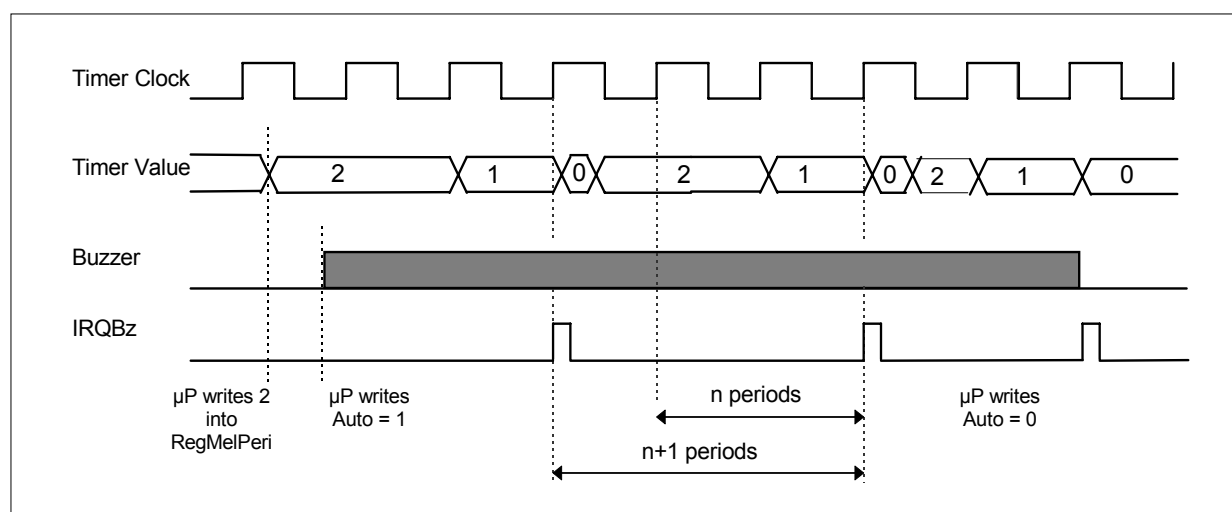 Timer Clock
Timer Value
2
1
0
2
1
0
2
1
0
Buzzer
IRQBz
µP writes 2
into
RegMelPeri
µP writes
Auto = 1
n periods
n+1 periods
µP writes
Auto = 0